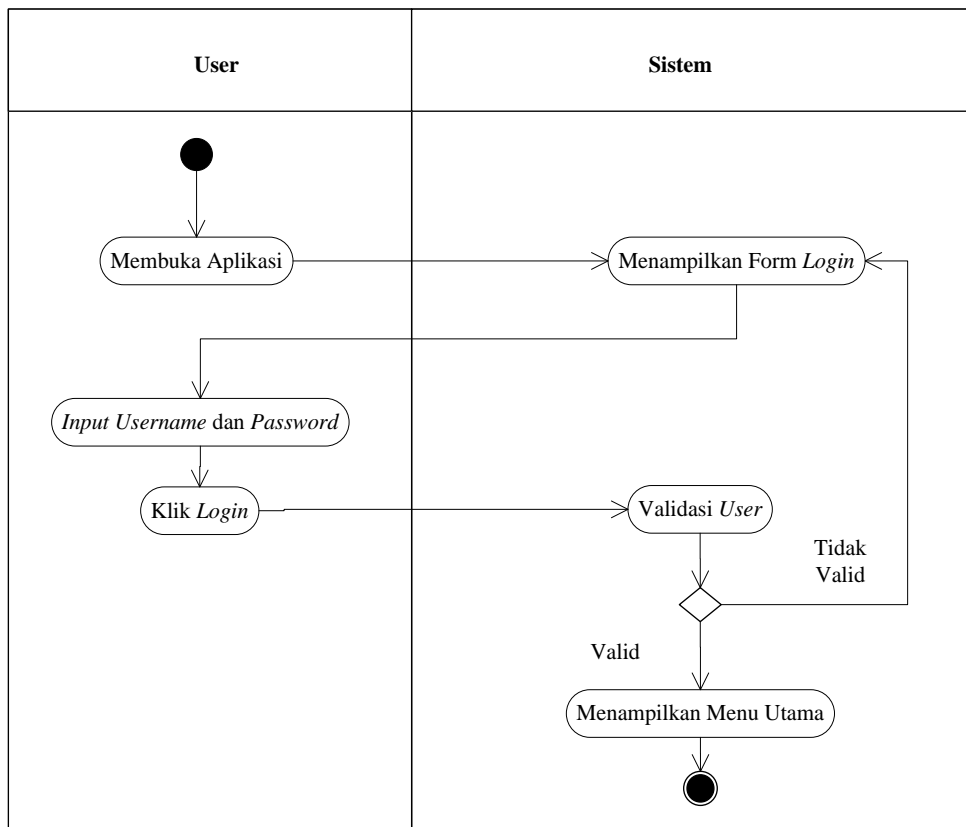 User
Sistem
Membuka Aplikasi
Menampilkan Form Login
Input Username dan Password
Klik Login
Validasi User
Tidak
Valid
Valid
Menampilkan Menu Utama